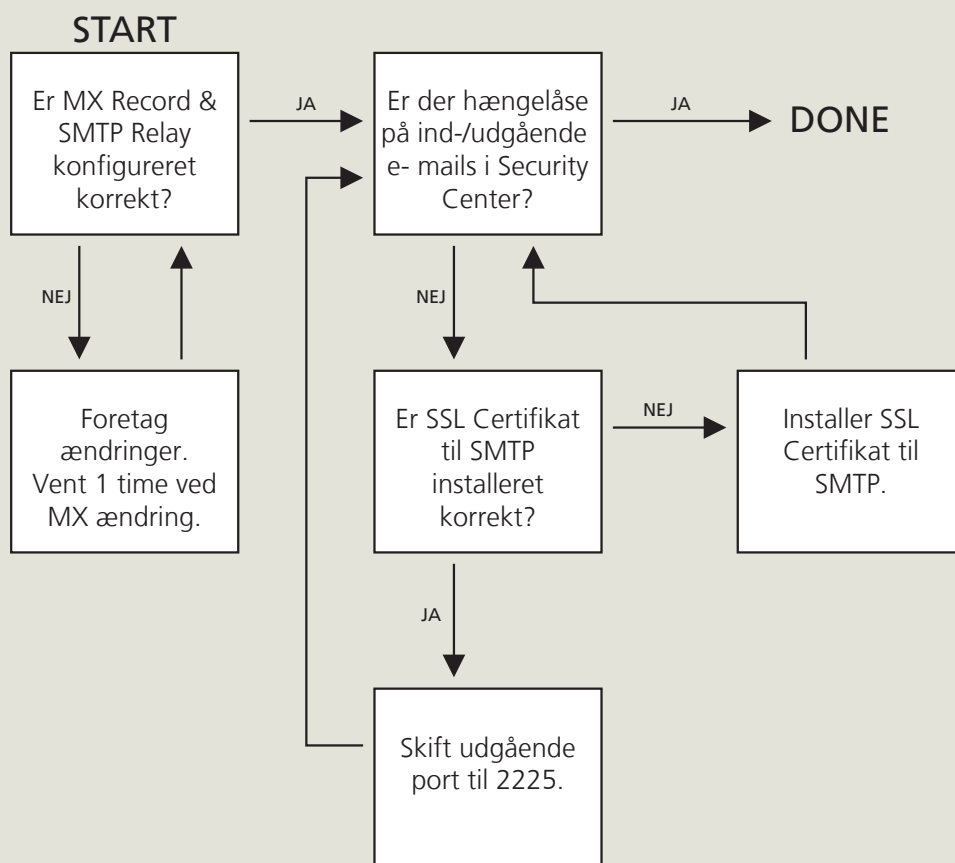 START
Er MX Record &
SMTP Relay
konfigureret
korrekt?
JA
Er der hængelåse
på ind-/udgående
e- mails i Security
Center?
JA
DONE
NEJ
NEJ
Foretag
ændringer.
Vent 1 time ved
MX ændring.
Er SSL Certifikat
til SMTP
installeret
korrekt?
NEJ
Installer SSL
Certifikat til
SMTP.
JA
Skift udgående
port til 2225.